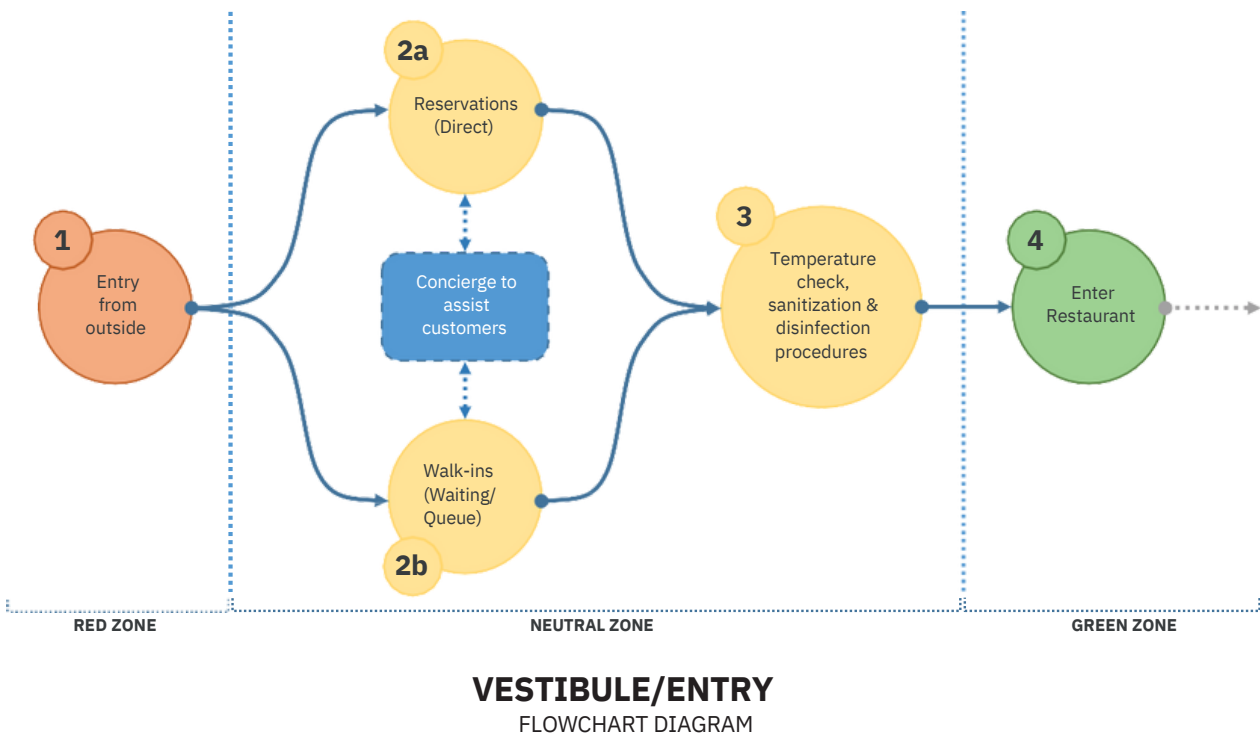 2a
Reservations
(Direct)
1
Entry
from
outside
Concierge to
assist
customers
Walk-ins
(Waiting/
Queue)
2b
3
Temperature
check,
sanitization &
disinfection
procedures
4
Enter
Restaurant
RED ZONE
NEUTRAL ZONE
GREEN ZONE
VESTIBULE/ENTRY
FLOWCHART DIAGRAM